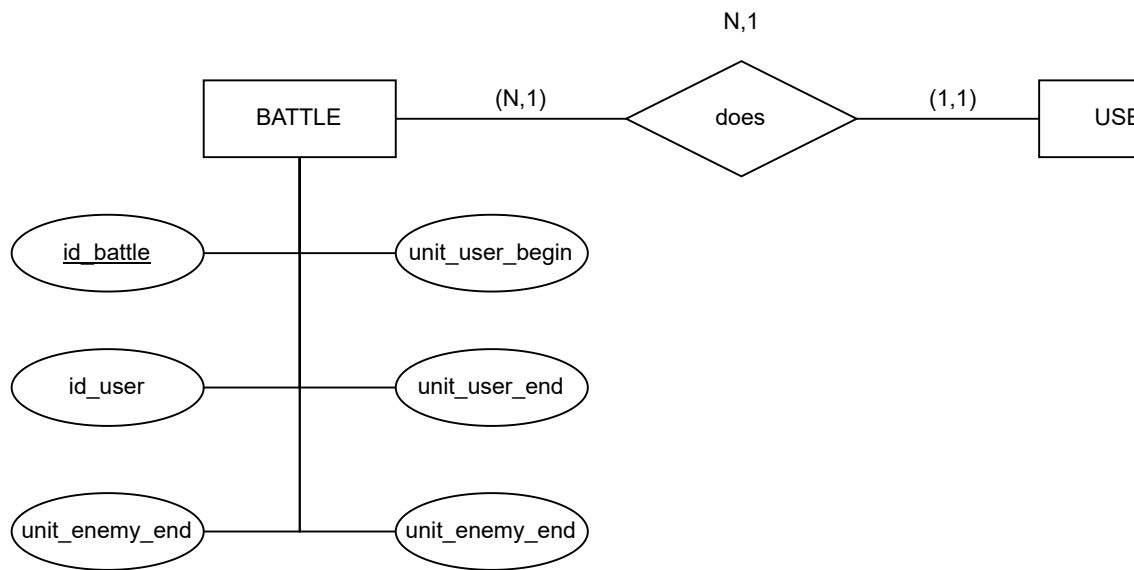 N,1
BATTLE
(N,1)
does
(1,1)
id_battle
unit_user_begin
id_user
unit_user_end
unit_enemy_end
unit_enemy_end